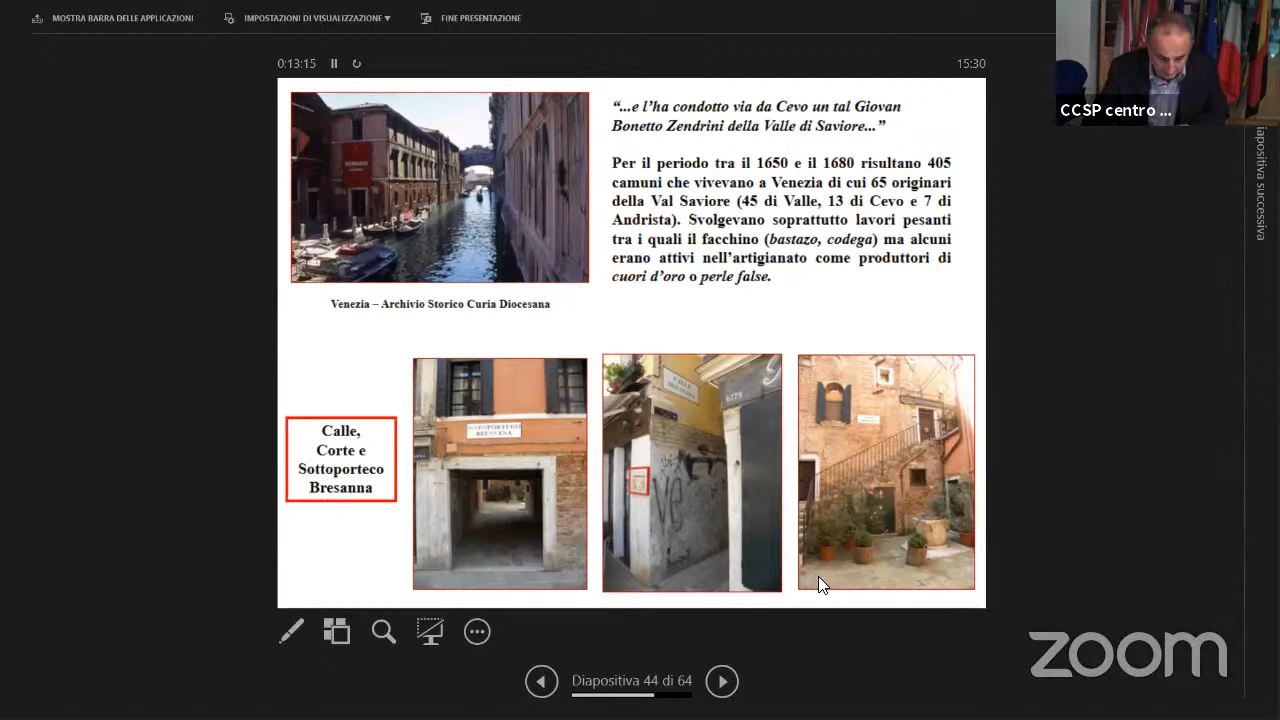 MOSTRA BARRA DELLE APPLICAZIONI
IMPOSTAZIONI DI VISUALIZZAZIONE
FINE PRESENTAZIONE
CCSP centro ...
0:13:15
15:30
iapositiva successiva
“...e l’ha condotto via da Cevo un tal Giovan
Bonetto Zendrini della Valle di Saviore...”
Per il periodo tra il 1650 e il 1680 risultano 405
camuni che vivevano a Venezia di cui 65 originari
della Val Saviore (45 di Valle, 13 di Cevo e 7 di
Andrista). Svolgevano soprattutto lavori pesanti
tra i quali il facchino (bastazo, codega) ma alcuni
erano attivi nell’artigianato come produttori di
cuori d’oro o perle false.
Venezia – Archivio Storico Curia Diocesana
Calle,
Corte e
Sottoporteco
Bresanna
SOTOPORTEGO
BRESSANA
CALLE
6779
Diapositiva 44 di 64
zoom